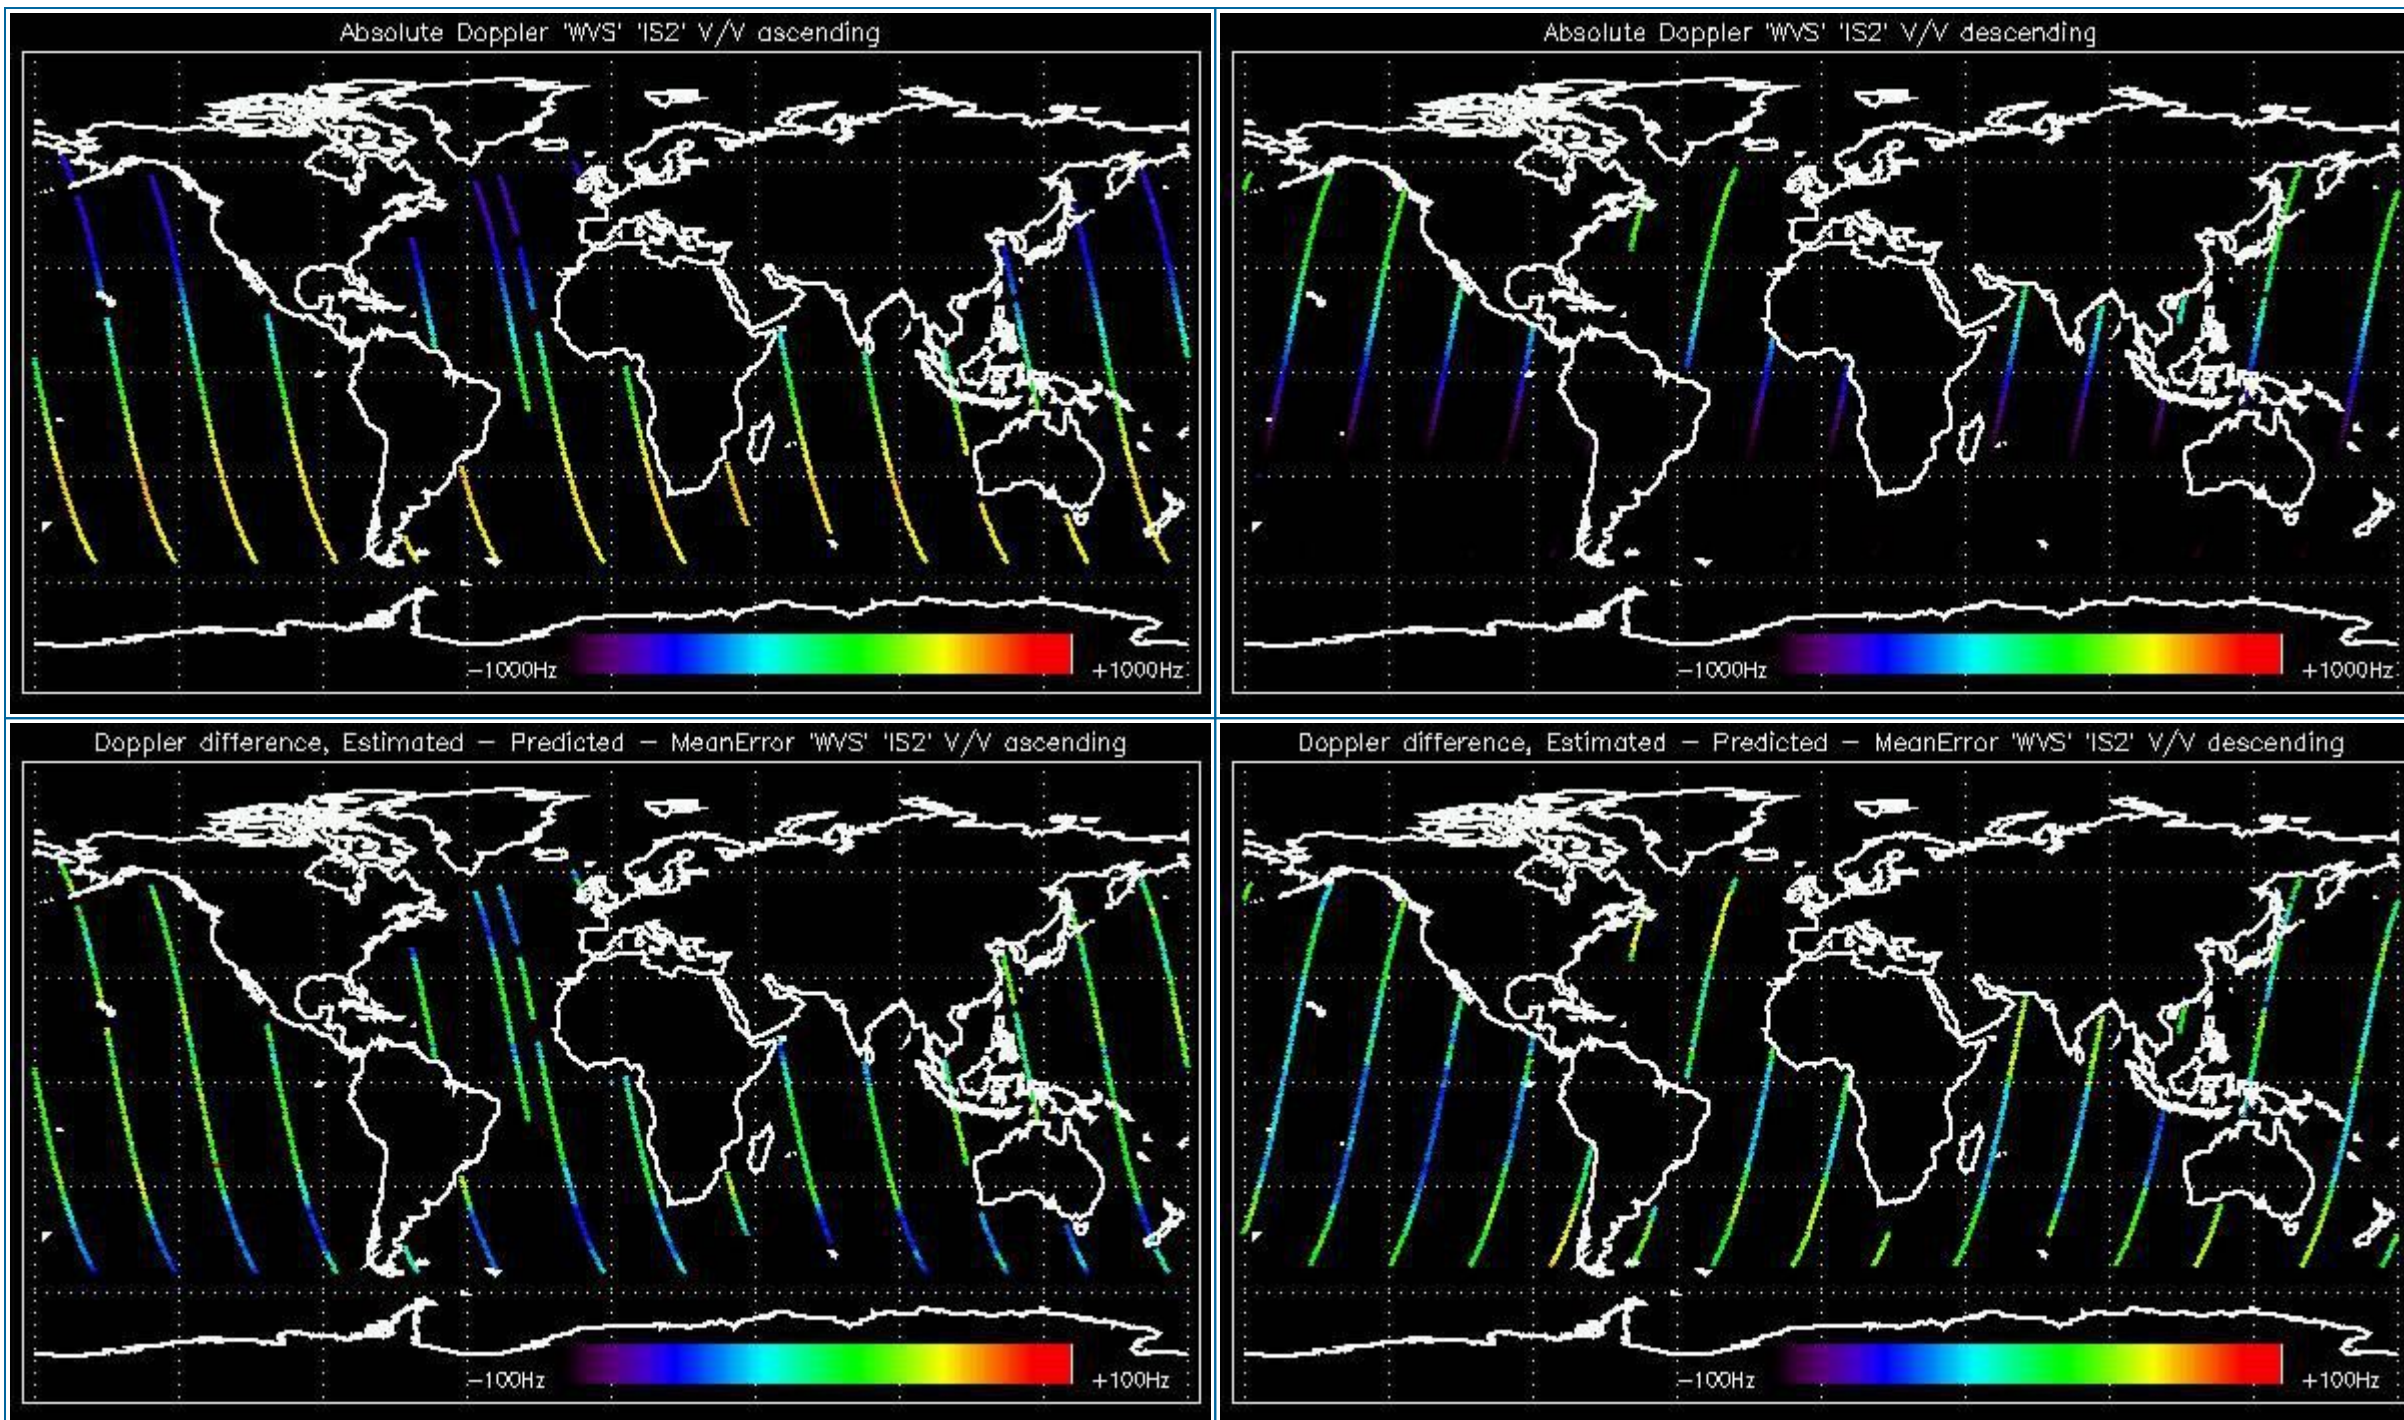 Absolute Doppler 'WVS' 'IS2' V/V ascending
−1000Hz
+1000Hz
Absolute Doppler 'WVS' 'IS2' V/V descending
−1000Hz
+1000Hz
Doppler difference, Estimated − Predicted − MeanError 'WVS' 'IS2' V/V ascending
−100Hz
+100Hz
Doppler difference, Estimated − Predicted − MeanError 'WVS' 'IS2' V/V descending
−100Hz
+100Hz